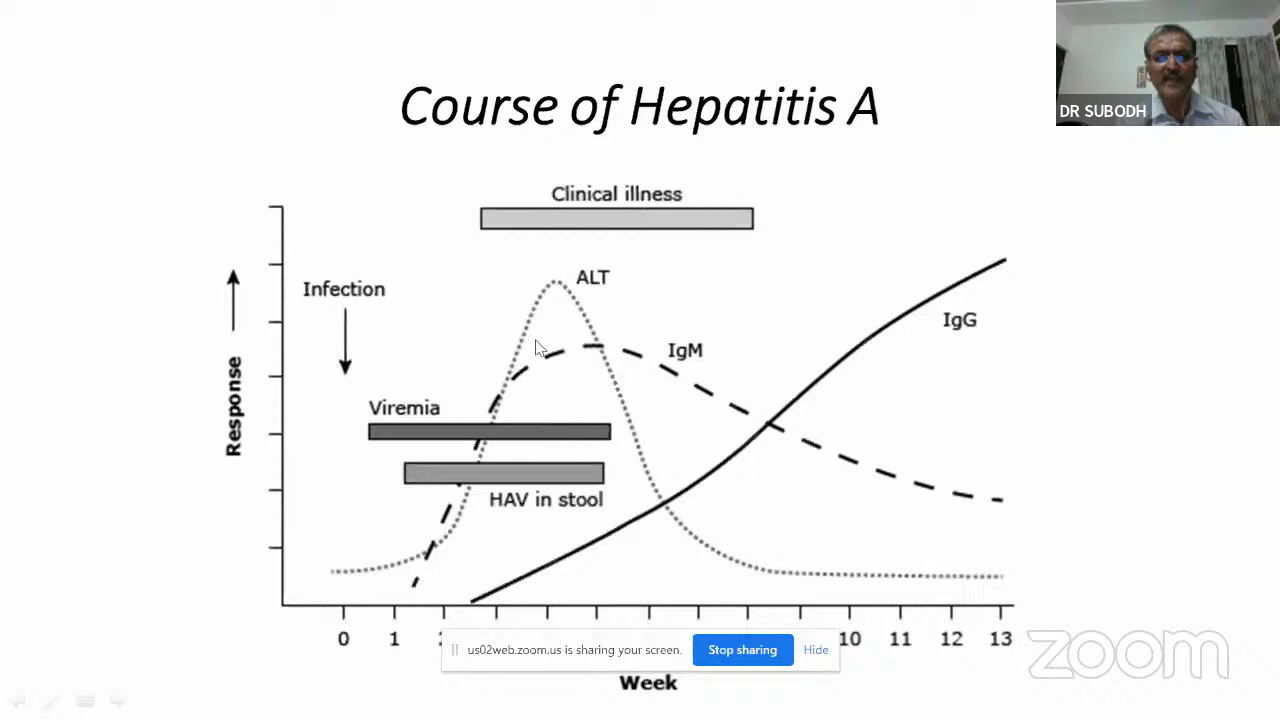 DR SUBODH
Course of Hepatitis A
Clinical illness
ALT
Infection
IgG
IgM
Viremia
Response
HAV in stool
0 1 10 11 12 13
us02web.zoom.us is sharing your screen. Stop sharing Hide
zoom
Week